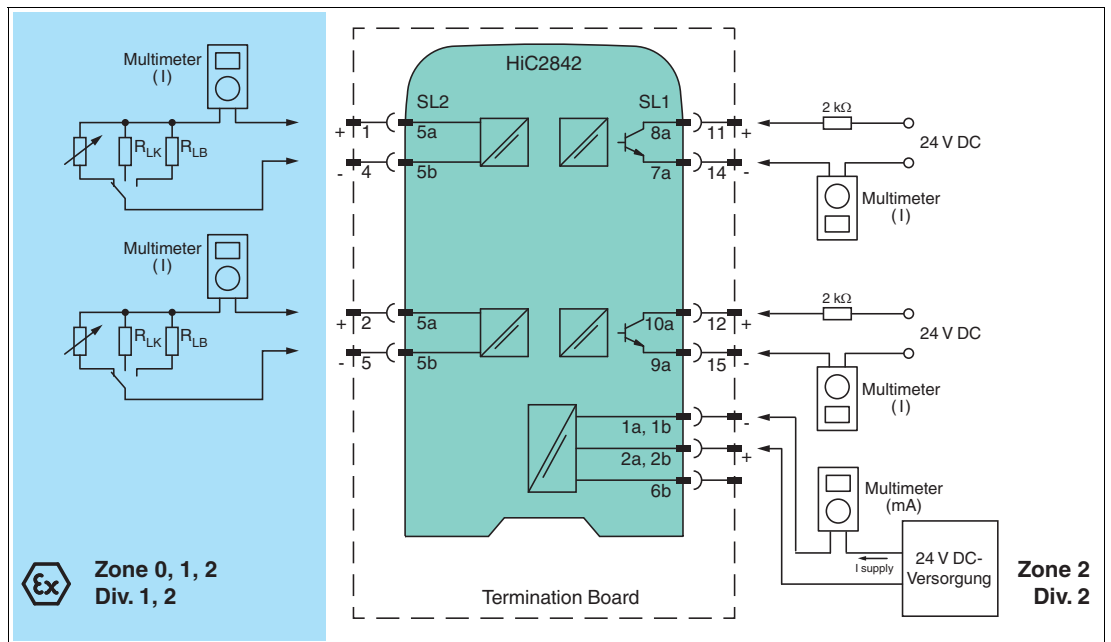 HiC2842
Multimeter
( I )
R_LK
R_LB
SL2
SL1
+ 1
5a
8a
11 +
2 kΩ
24 V DC
- 4
5b
7a
14 -
Multimeter
( I )
Multimeter
( I )
R_LK
R_LB
+ 2
5a
10a
12 +
2 kΩ
24 V DC
- 5
5b
9a
15 -
Multimeter
( I )
1a, 1b
-
2a, 2b
+
6b
Multimeter
(mA)
I supply
24 V DC-
Versorgung
Ex
Zone 0, 1, 2
Div. 1, 2
Termination Board
Zone 2
Div. 2